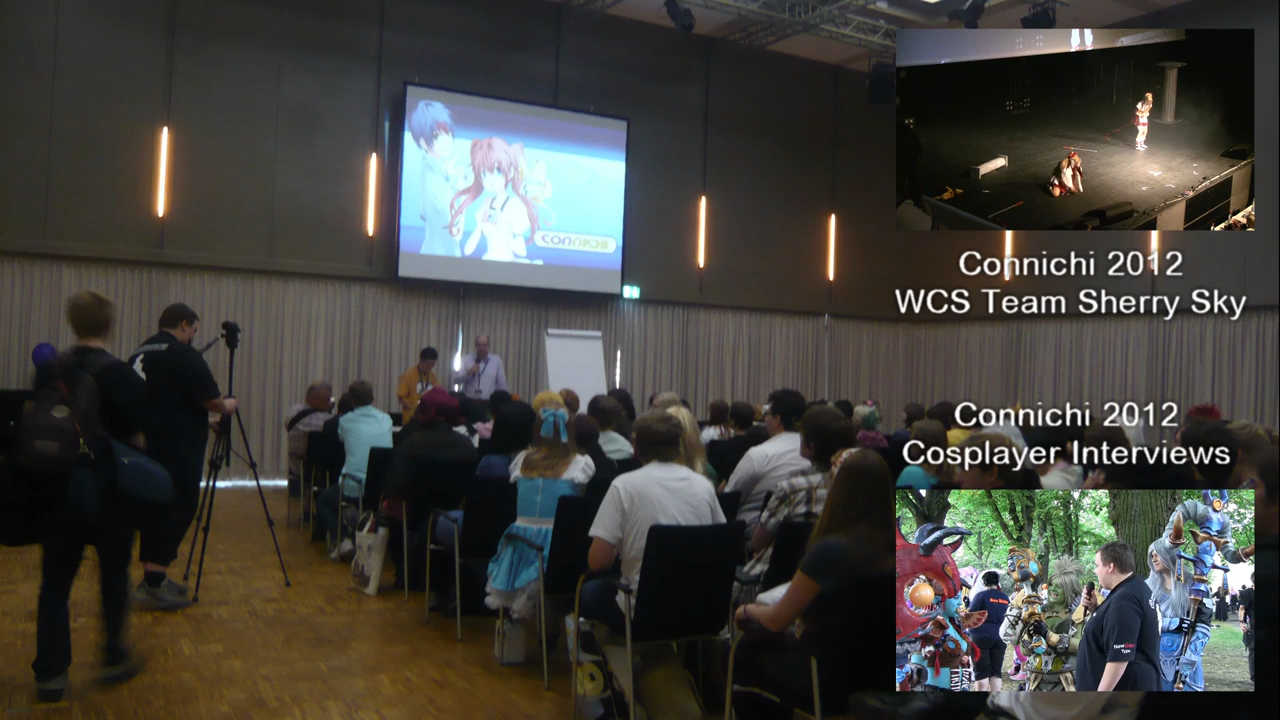 CONNICHI
Connichi 2012
WCS Team Sherry Sky
Connichi 2012
Cosplayer Interviews